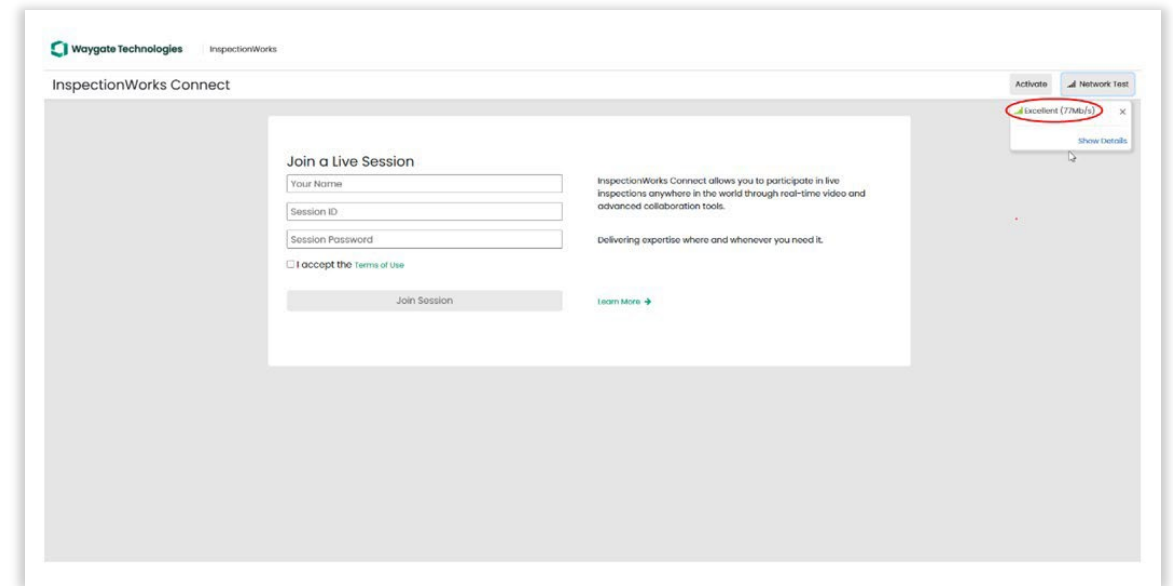 Waygate Technologies InspectionWorks
InspectionWorks Connect
Activate Network Test
Excellent (77Mb/s) ×
Show Details
Join a Live Session
Your Name
Session ID
Session Password
I accept the Terms of Use
Join Session
InspectionWorks Connect allows you to participate in live
inspections anywhere in the world through real-time video and
advanced collaboration tools.
Delivering expertise where and whenever you need it.
Learn More →